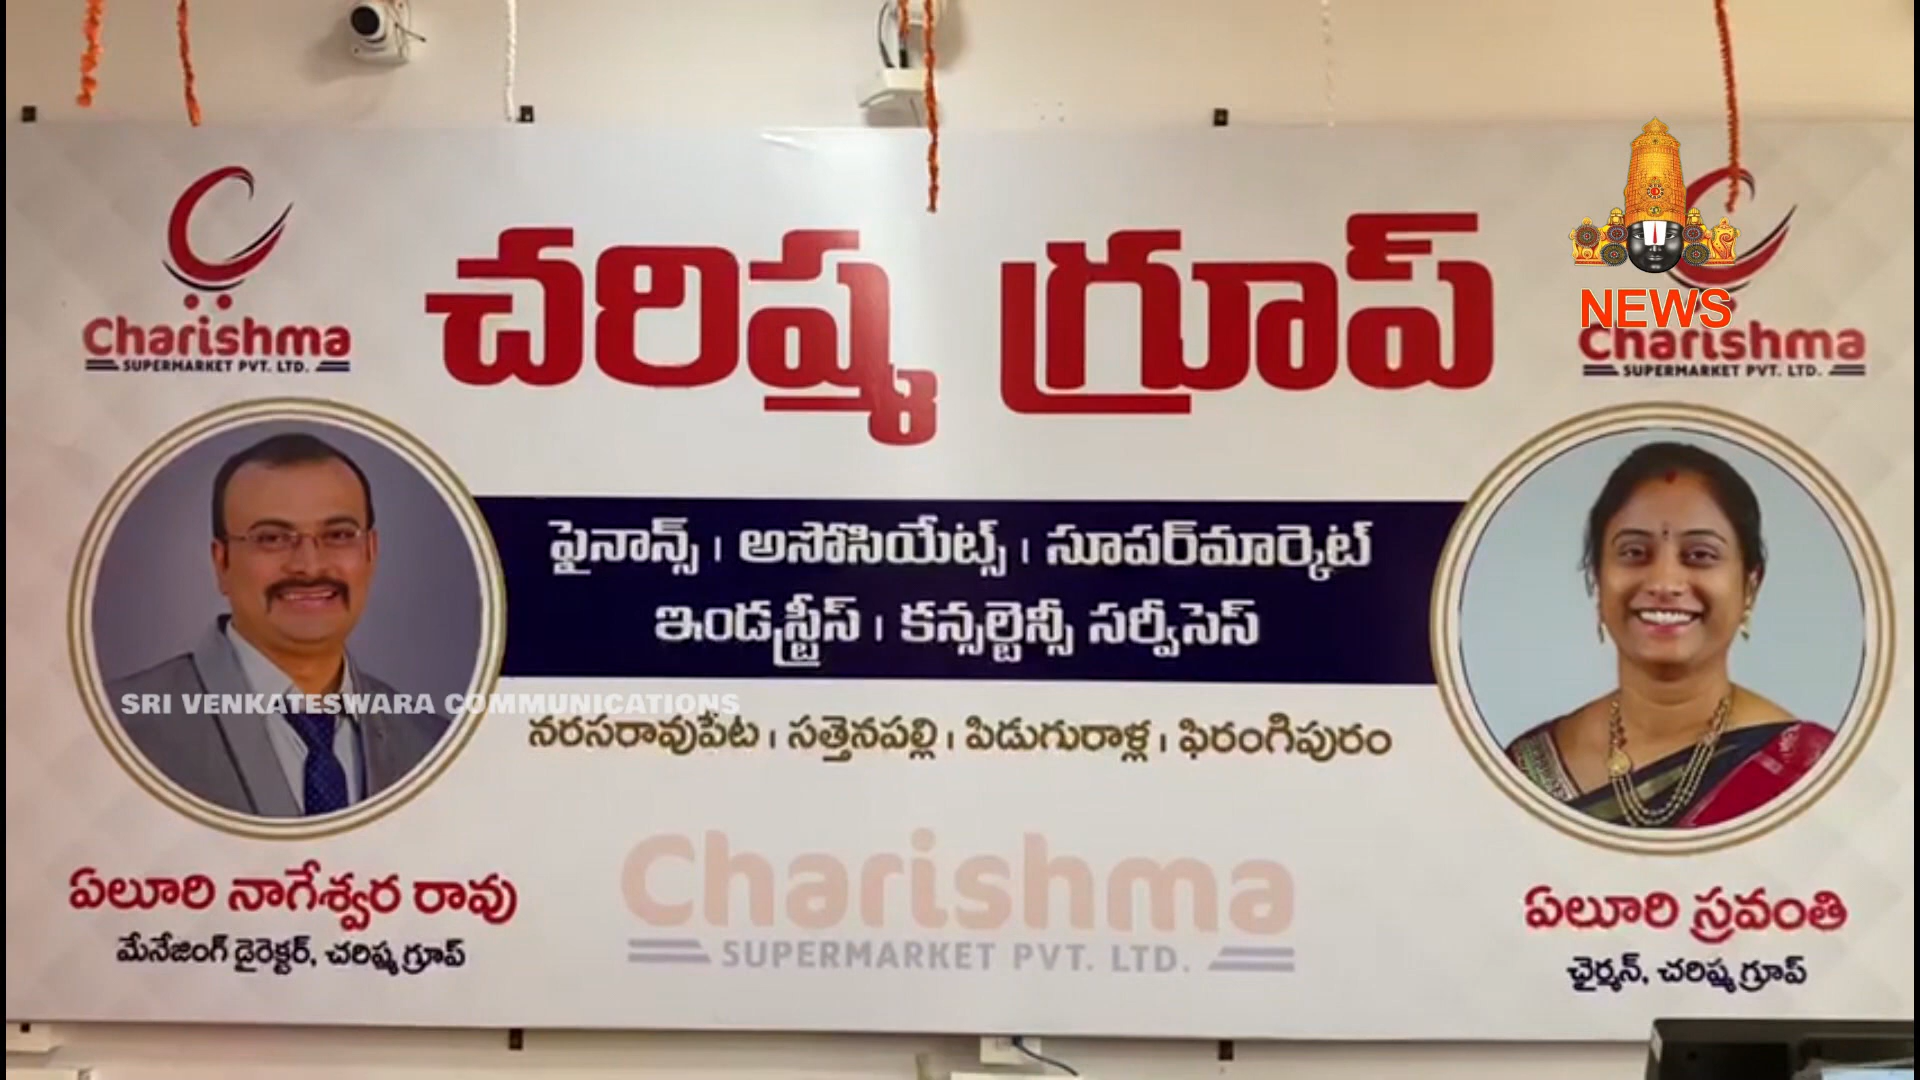 చరిష్మ గ్రూప్
NEWS
Charishma
SUPERMARKET PVT. LTD.
Charishma
SUPERMARKET PVT. LTD.
ఫైనాన్స్ | అసోసియేట్స్ | సూపర్‌మార్కెట్
ఇండస్ట్రీస్ | కన్సల్టెన్సీ సర్వీసెస్
SRI VENKATESWARA COMMUNICATIONS
నరసరావుపేట | సత్తెనపల్లి | పిడుగురాళ్ల | ఫిరంగిపురం
Charishma
SUPERMARKET PVT. LTD.
ఏలూరి నాగేశ్వర రావు
మేనేజింగ్ డైరెక్టర్, చరిష్మ గ్రూప్
ఏలూరి స్రవంతి
ఛైర్మన్, చరిష్మ గ్రూప్